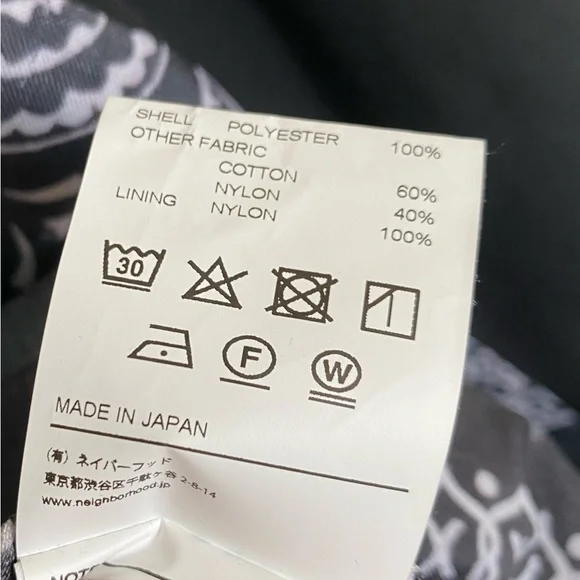 SHELL POLYESTER 100%
OTHER FABRIC
COTTON 60%
NYLON 40%
LINING NYLON 100%
30
F
W
MADE IN JAPAN
(有) ネイバーフッド
東京都渋谷区千駄ヶ谷 2-8-14
www.neighborhood.jp